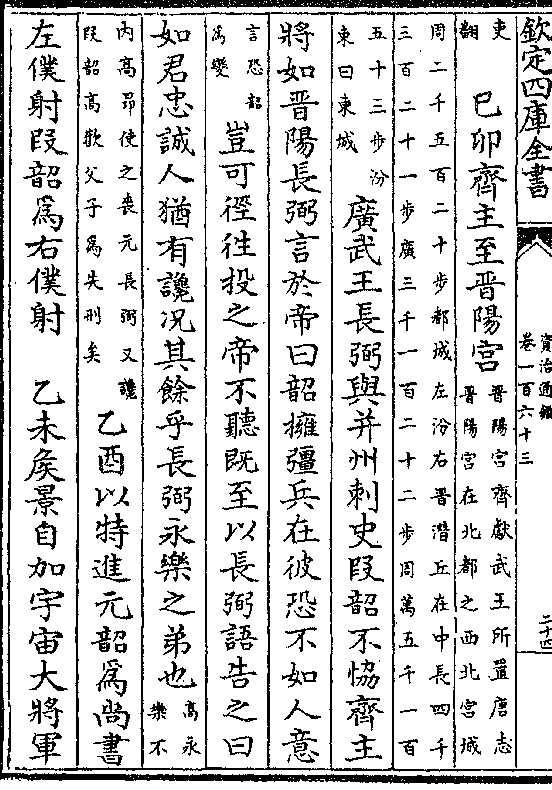 欽定四庫全書
資治通鑑
卷一百六十三
二十四
吏
翻
己卯齊主至晉陽宮
晉陽宮齊獻武王所置唐志
晉陽宮在北都之西北宮城
周二千五百二十步都城左汾右晉潛丘在中長四千
三百二十一步廣三千一百二十二步周萬五千一百
五十三步汾
東曰東城
廣武王長弼與并州刺史段韶不協齊主
將如晉陽長弼言於帝曰韶擁彊兵在彼恐不如人意
言恐韶
為變
豈可徑往投之帝不聽既至以長弼語告之曰
如君忠誠人猶有讒况其餘乎長弼永樂之弟也
高永
樂不
內高昂使之喪元長弼又譖
段韶高歡父子為失刑矣
乙酉以特進元韶為尚書
左僕射段韶為右僕射　乙未矦景自加宇宙大將軍